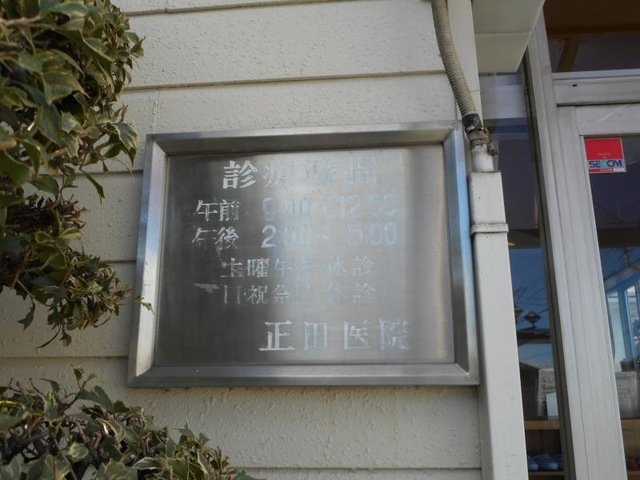 診療時間
午前 9:00~12:00
午後 2:00~6:00
土曜午後 休診
日・祝祭日 休診
正田医院
SECOM